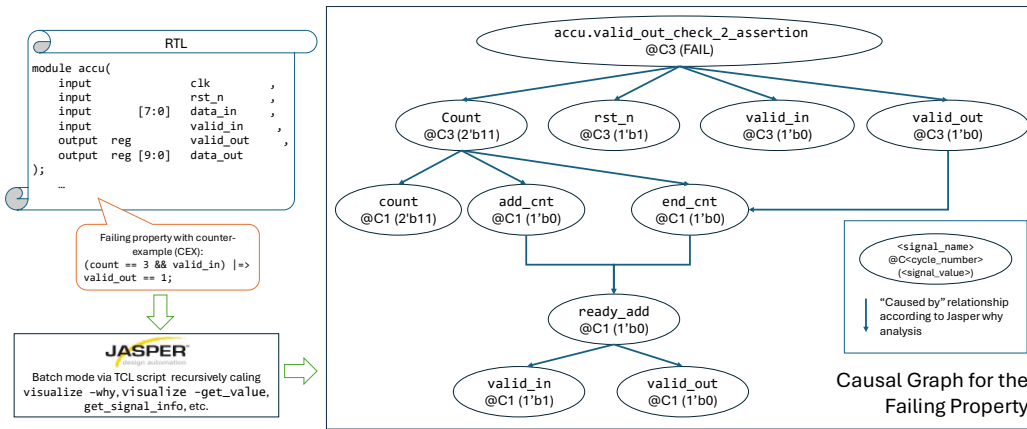 RTL
module accu(
input clk ,
input rst_n ,
input [7:0] data_in ,
input valid_in ,
output reg valid_out ,
output reg [9:0] data_out
);
…
Failing property with counter-
example (CEX):
(count == 3 && valid_in) |=>
valid_out == 1;
JASPER™
design automation
Batch mode via TCL script recursively caling
visualize –why, visualize -get_value,
get_signal_info, etc.
accu.valid_out_check_2_assertion
@C3 (FAIL)
Count
@C3 (2'b11)
rst_n
@C3 (1'b1)
valid_in
@C3 (1'b0)
valid_out
@C3 (1'b0)
count
@C1 (2'b11)
add_cnt
@C1 (1'b0)
end_cnt
@C1 (1'b0)
ready_add
@C1 (1'b0)
valid_in
@C1 (1'b1)
valid_out
@C1 (1'b0)
<signal_name>
@C<cycle_number>
(<signal_value>)
"Caused by" relationship
according to Jasper why
analysis
Causal Graph for the
Failing Property